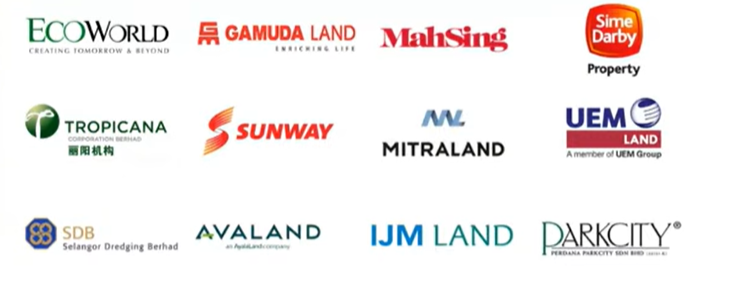 ECOWORLD
CREATING TOMORROW & BEYOND
GAMUDA LAND
ENRICHING LIFE
MahSing
Sime
Darby
Property
TROPICANA
CORPORATION BERHAD
丽阳机构
SUNWAY
MITRALAND
UEM
LAND
A member of UEM Group
SDB
Selangor Dredging Berhad
AVALAND
an AyalaLand company
IJM LAND
PARKCITY®
PERDANA PARKCITY SDN BHD